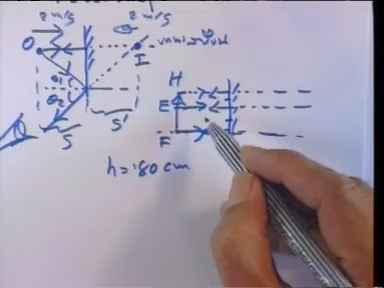 2 m/s 2 m/s
O I
θ₁
θ₂
S S'
H
E
F
h = 180 cm